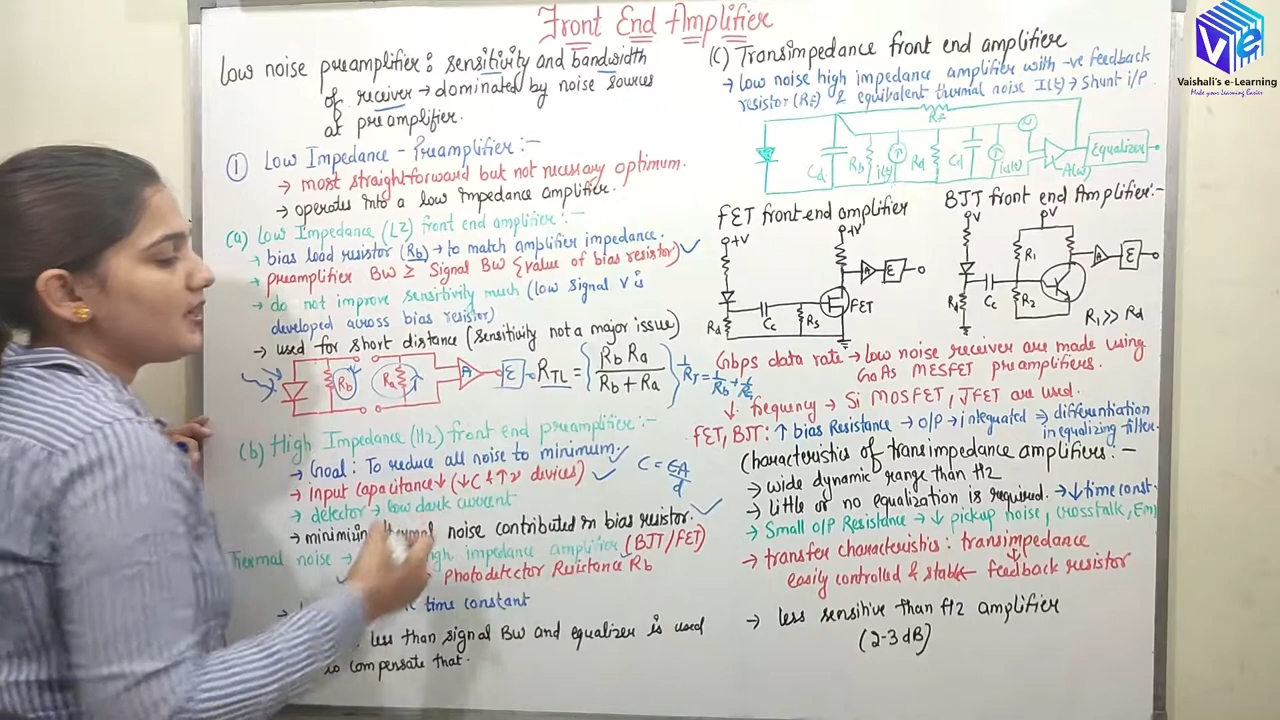 Front End Amplifier
Low noise preamplifier: sensitivity and bandwidth
of receiver → dominated by noise sources
at preamplifier.
① Low Impedance - Preamplifier:-
→ most straightforward but not necessary optimum.
→ operates into a low impedance amplifier.
(a) Low Impedance (LZ) front end amplifier:-
→ bias load resistor (Rb) → to match amplifier impedance.
→ preamplifier BW ≥ Signal BW {value of bias resistor} ✓
→ do not improve sensitivity much (low signal V is
developed across bias resistor)
→ used for short distance (sensitivity not a major issue)
Rb
Ra
A
E
RTL = { Rb Ra / Rb + Ra }
(b) High Impedance (HZ) front end preamplifier:-
→ Goal: To reduce all noise to minimum ✓
→ input capacitance↓ (↓C & ↑ν devices) ✓
C = εA/d
→ detector → low dark current
→ noise contributed in bias resistor. ✓
Thermal noise → high impedance amplifier (BJT/FET)
Photodetector Resistance Rb
time constant
less than signal BW and equalizer is used
to compensate that.
(C) Transimpedance front end amplifier
→ low noise high impedance amplifier with -ve feedback
resistor (RF) & equivalent thermal noise I(t) → Shunt i/p.
RF
Cd
Rb
i(t)
A(w)
Equalizer
FET front end amplifier
+V
+V
Cc
A
E
FET
BJT front end Amplifier:-
V
V
R1
Cc
R2
A
E
R1 >> Rd
Gbps data rate → low noise receiver are made using
GaAs MESFET preamplifiers.
↓ frequency → Si MOSFET, JFET are used.
FET, BJT: ↑ bias Resistance → O/P → integrated ⇒ differentiation
in equalizing filter.
Characteristics of transimpedance amplifiers:-
→ wide dynamic range than HZ
→ little or no equalization is required. → ↓ time const.
→ Small O/P Resistance → ↓ pickup noise, crosstalk, EMI
→ transfer characteristics: transimpedance
easily controlled & stable ← feedback resistor
→ less sensitive than HZ amplifier
(2-3 dB)
Vaishali's e-Learning
Make your Learning Easier